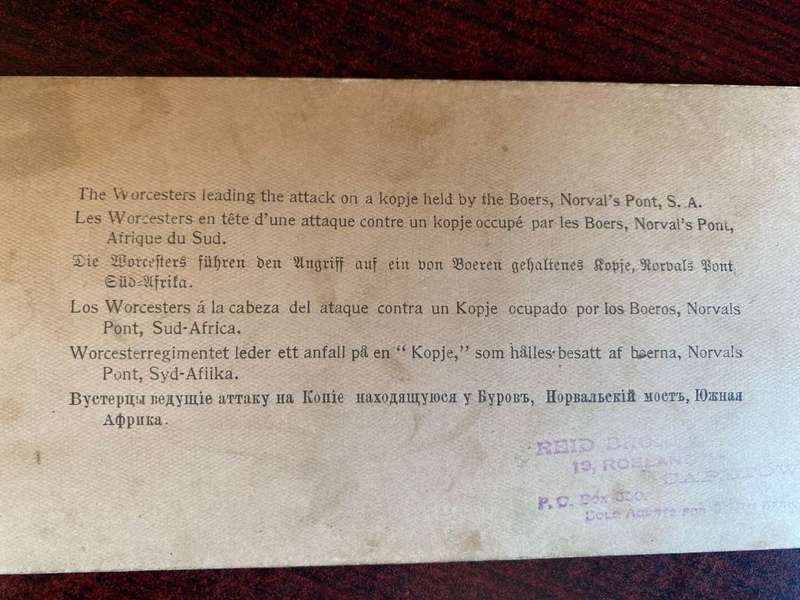 The Worcesters leading the attack on a kopje held by the Boers, Norval's Pont, S. A.
Les Worcesters en tête d'une attaque contre un kopje occupé par les Boers, Norval's Pont,
Afrique du Sud.
Die Worcesters führen den Angriff auf ein von Boeren gehaltenes Kopje, Norvals Pont
Süd-Afrika.
Los Worcesters á la cabeza del ataque contra un Kopje ocupado por los Boeros, Norvals
Pont, Sud-Africa.
Worcesterregimentet leder ett anfall på en “ Kopje,” som hålles besatt af boerna, Norvals
Pont, Syd-Afiika.
Вустерцы ведущіе аттаку на Копіе находящуюся у Буровъ, Норвальскій мостъ, Южная
Африка.
REID
19,
P. O. Box
Sole Agents for